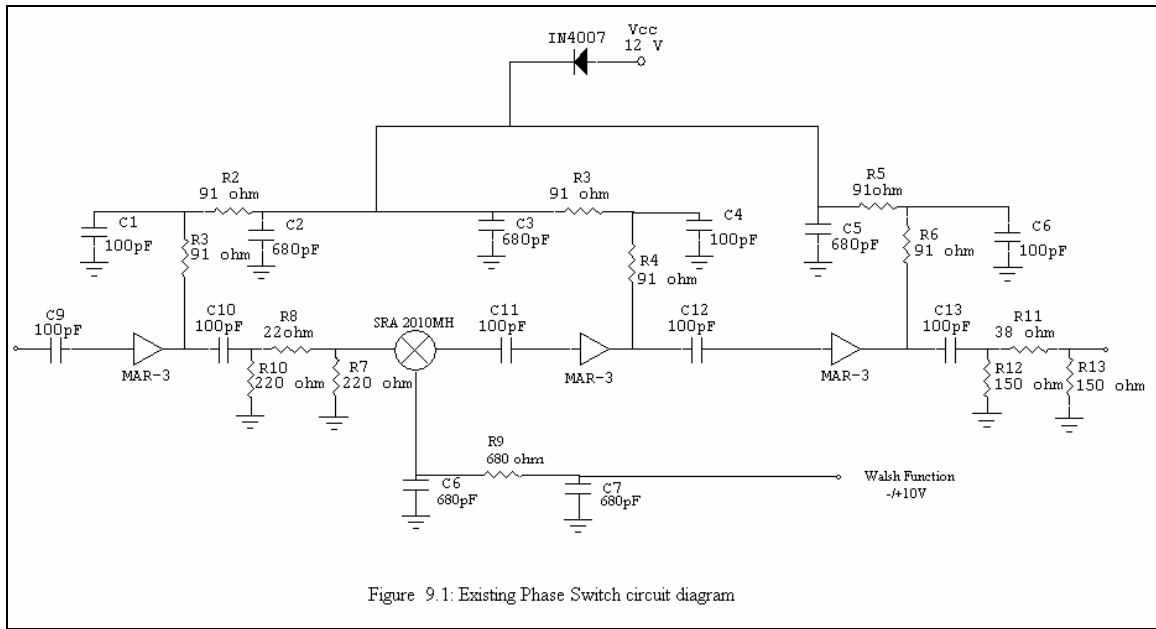 IN4007
Vcc
12 V
R2
91 ohm
R3
91 ohm
R5
91ohm
C1
100pF
C2
680pF
C3
680pF
C4
100pF
C5
680pF
C6
100pF
R3
91 ohm
R4
91 ohm
R6
91 ohm
C9
100pF
C10
100pF
R8
22ohm
SRA 2010MH
C11
100pF
C12
100pF
C13
100pF
R11
38 ohm
MAR-3
R10
220 ohm
R7
220 ohm
MAR-3
MAR-3
R12
150 ohm
R13
150 ohm
R9
680 ohm
C6
680pF
C7
680pF
Walsh Function
-/+10V
Figure 9.1: Existing Phase Switch circuit diagram